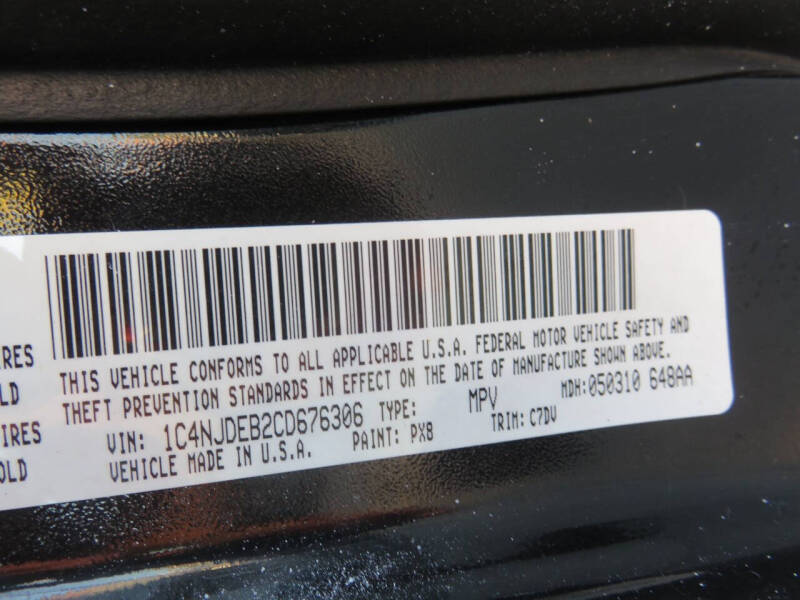 THIS VEHICLE CONFORMS TO ALL APPLICABLE U.S.A. FEDERAL MOTOR VEHICLE SAFETY AND
THEFT PREVENTION STANDARDS IN EFFECT ON THE DATE OF MANUFACTURE SHOWN ABOVE.
VIN: 1C4NJDEB2CD676306 TYPE: MPV MDH:050310 648AA
VEHICLE MADE IN U.S.A. PAINT: PX8 TRIM: C7DV
IRES
OLD
IRES
OLD